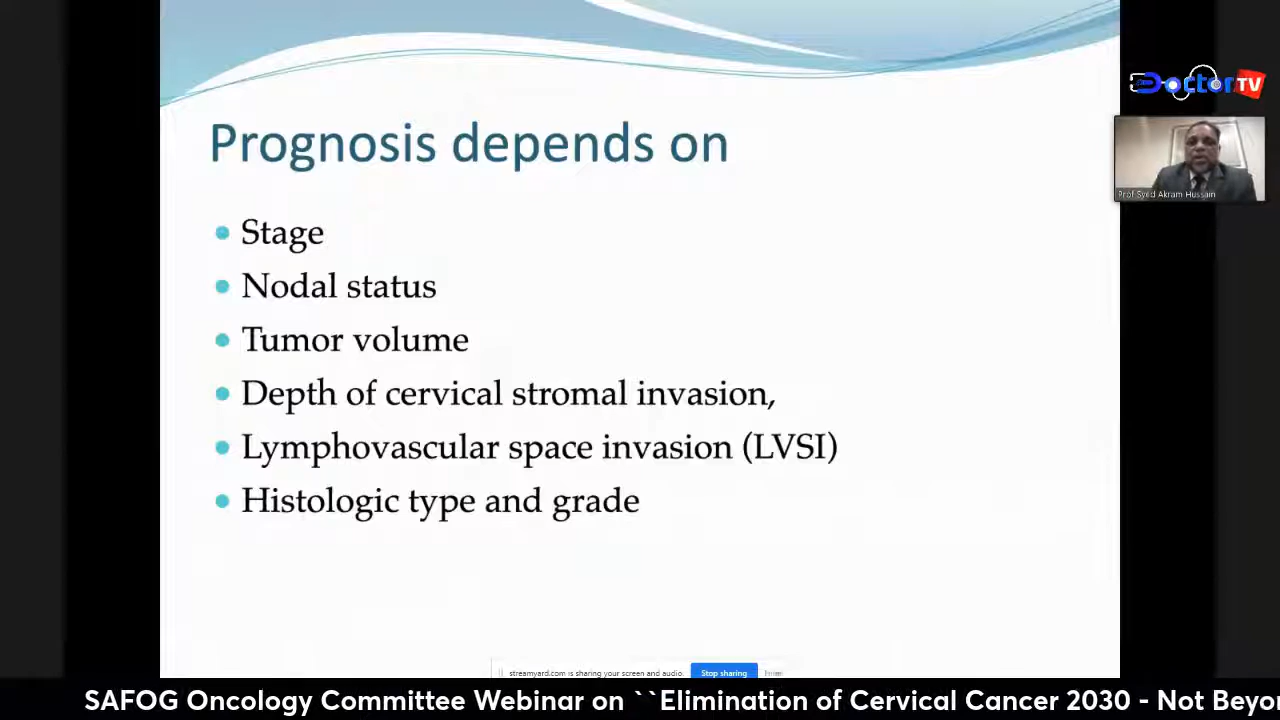 Prognosis depends on
Stage
Nodal status
Tumor volume
Depth of cervical stromal invasion,
Lymphovascular space invasion (LVSI)
Histologic type and grade
Doctor TV
Prof Syed Akram Hussain
streamyard.com is sharing your screen and audio.
Stop sharing
SAFOG Oncology Committee Webinar on ``Elimination of Cervical Cancer 2030 - Not Beyo